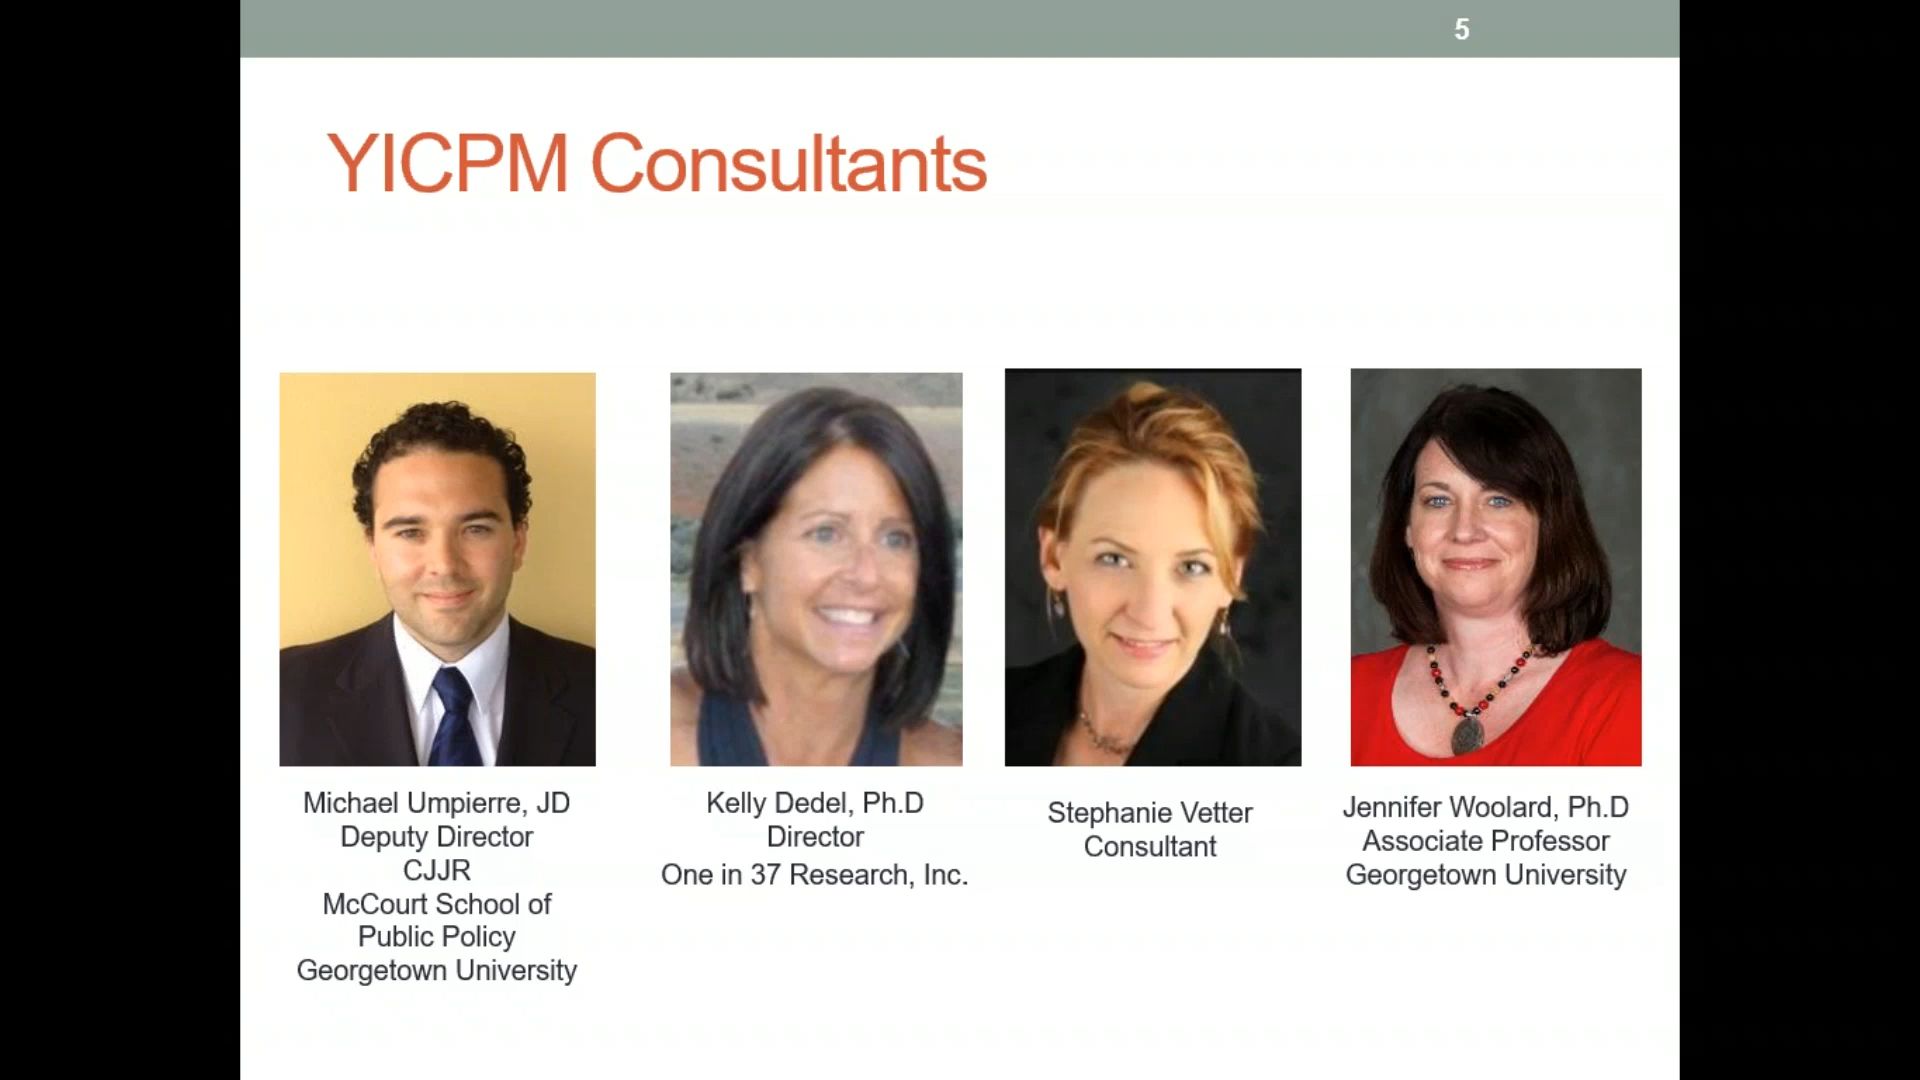 5
YICPM Consultants
Michael Umpierre, JD
Deputy Director
CJJR
McCourt School of
Public Policy
Georgetown University
Kelly Dedel, Ph.D
Director
One in 37 Research, Inc.
Stephanie Vetter
Consultant
Jennifer Woolard, Ph.D
Associate Professor
Georgetown University